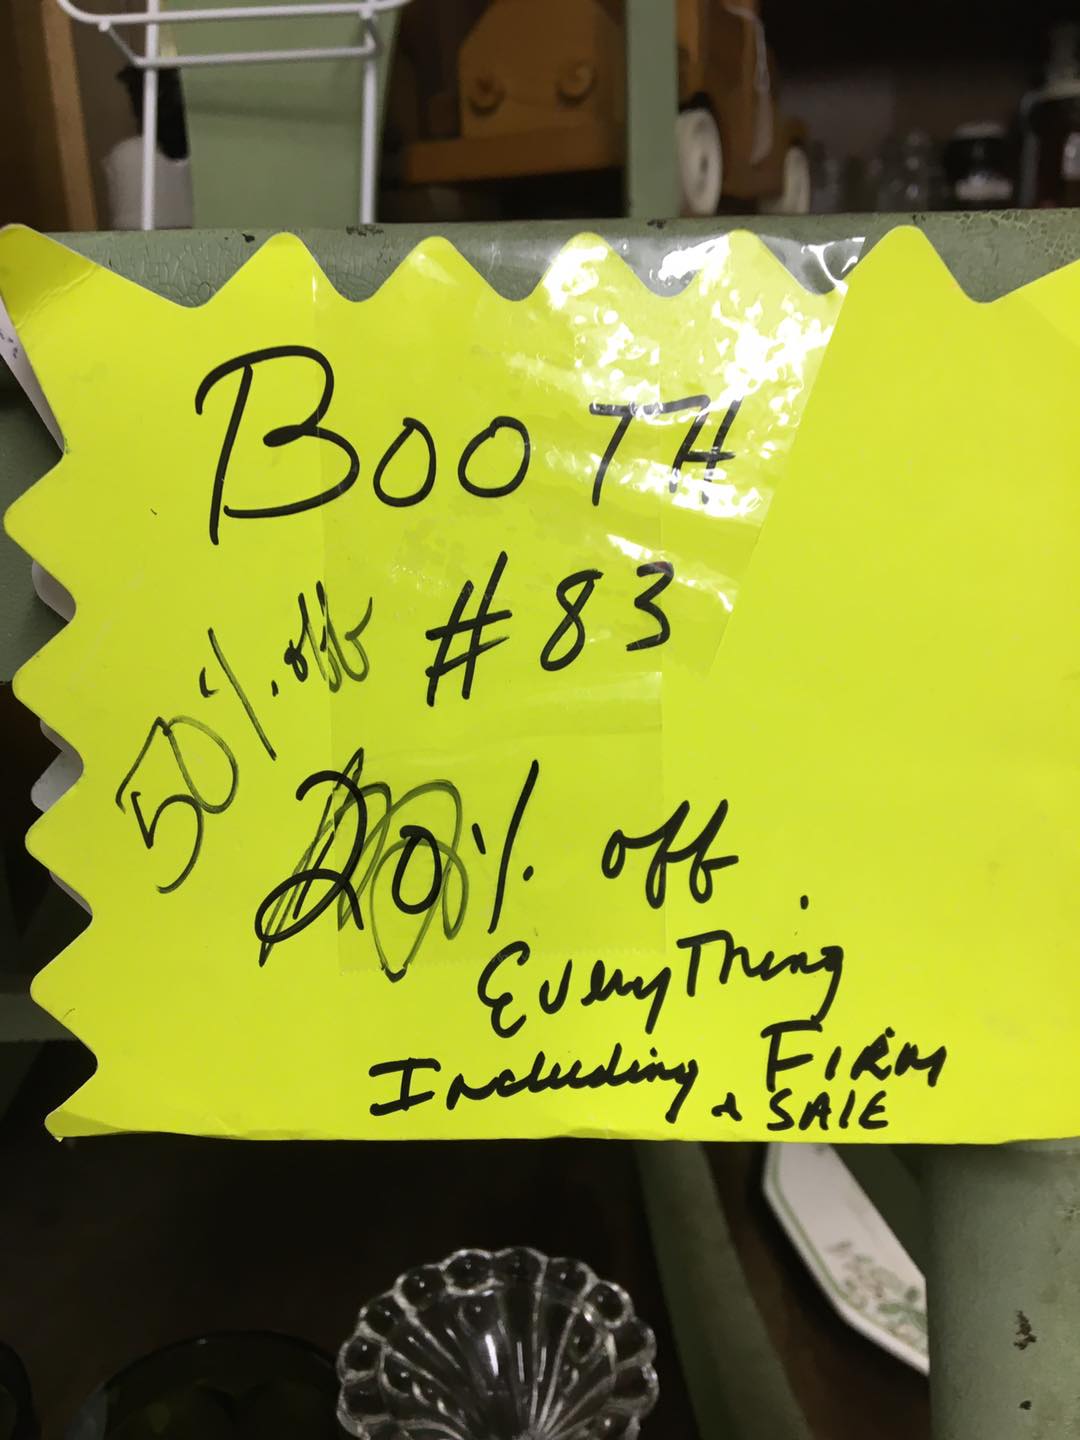 BOOTH
#83
50% off
20% off
EveryThing
Including FIRM
+ SALE